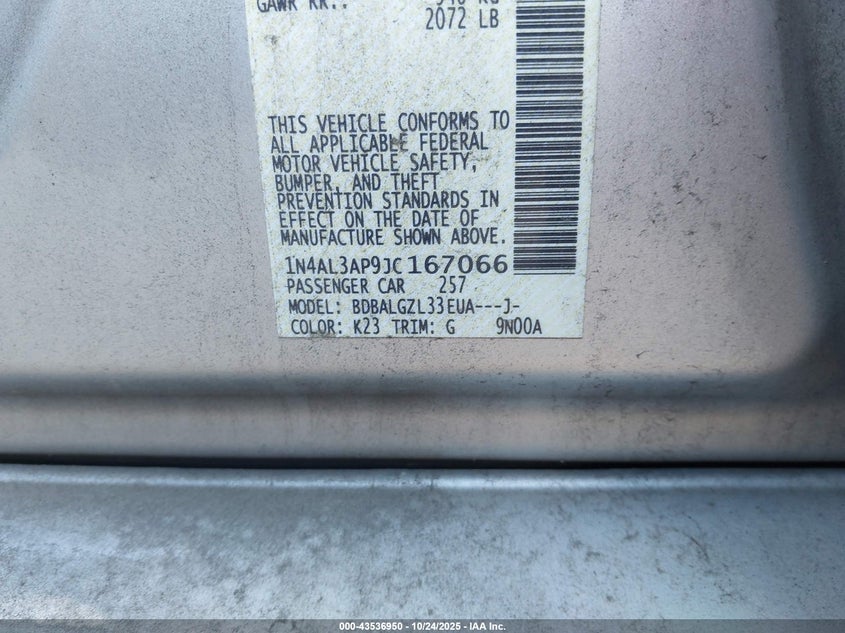 GAWR RR.:
2072 LB
THIS VEHICLE CONFORMS TO
ALL APPLICABLE FEDERAL
MOTOR VEHICLE SAFETY,
BUMPER, AND THEFT
PREVENTION STANDARDS IN
EFFECT ON THE DATE OF
MANUFACTURE SHOWN ABOVE.
1N4AL3AP9JC167066
PASSENGER CAR 257
MODEL: BDBALGZL33EUA---J-
COLOR: K23 TRIM: G 9N00A
000-43536950 - 10/24/2025 - IAA Inc.